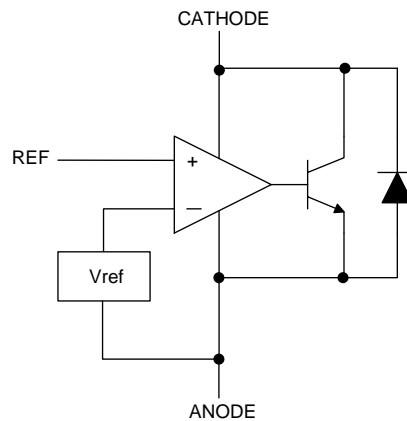 CATHODE
REF
+
−
Vref
ANODE